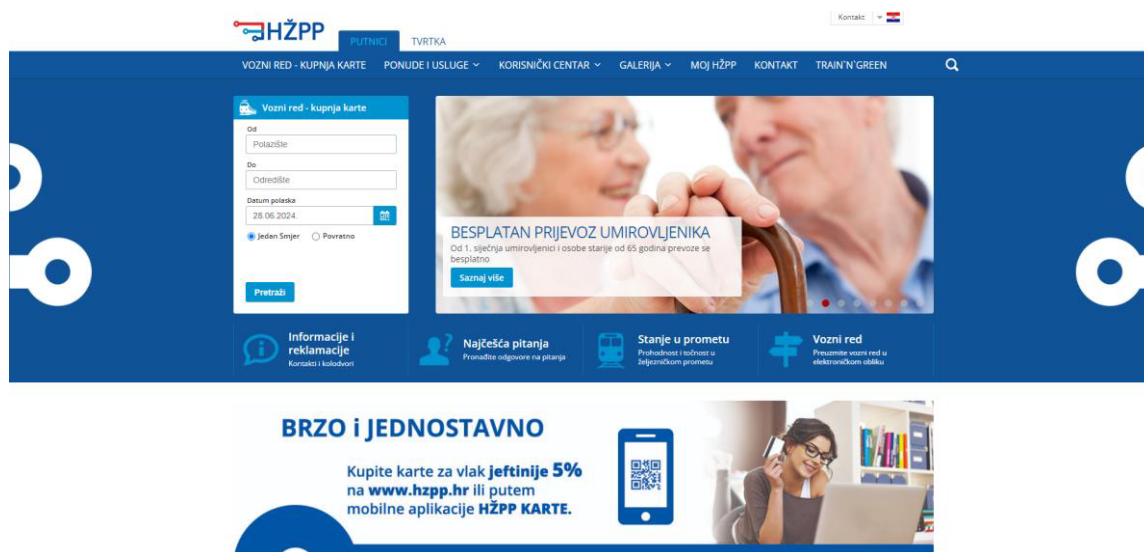 Kontakt
HŽPP
PUTNICI
TVRTKA
VOZNI RED - KUPNJA KARTE
PONUDE I USLUGE
KORISNIČKI CENTAR
GALERIJA
MOJ HŽPP
KONTAKT
TRAIN`N`GREEN
Vozni red - kupnja karte
Od
Polazište
Do
Odredište
Datum polaska
28.06.2024.
Jedan Smjer
Povratno
Pretraži
BESPLATAN PRIJEVOZ UMIROVLJENIKA
Od 1. siječnja umirovljenici i osobe starije od 65 godina prevoze se
besplatno
Saznaj više
Informacije i
reklamacije
Kontakti i kolodvori
Najčešća pitanja
Pronađite odgovore na pitanja
Stanje u prometu
Prohodnost i točnost u
željezničkom prometu
Vozni red
Preuzmite vozni red u
elektroničkom obliku
BRZO i JEDNOSTAVNO
Kupite karte za vlak jeftinije 5%
na www.hzpp.hr ili putem
mobilne aplikacije HŽPP KARTE.